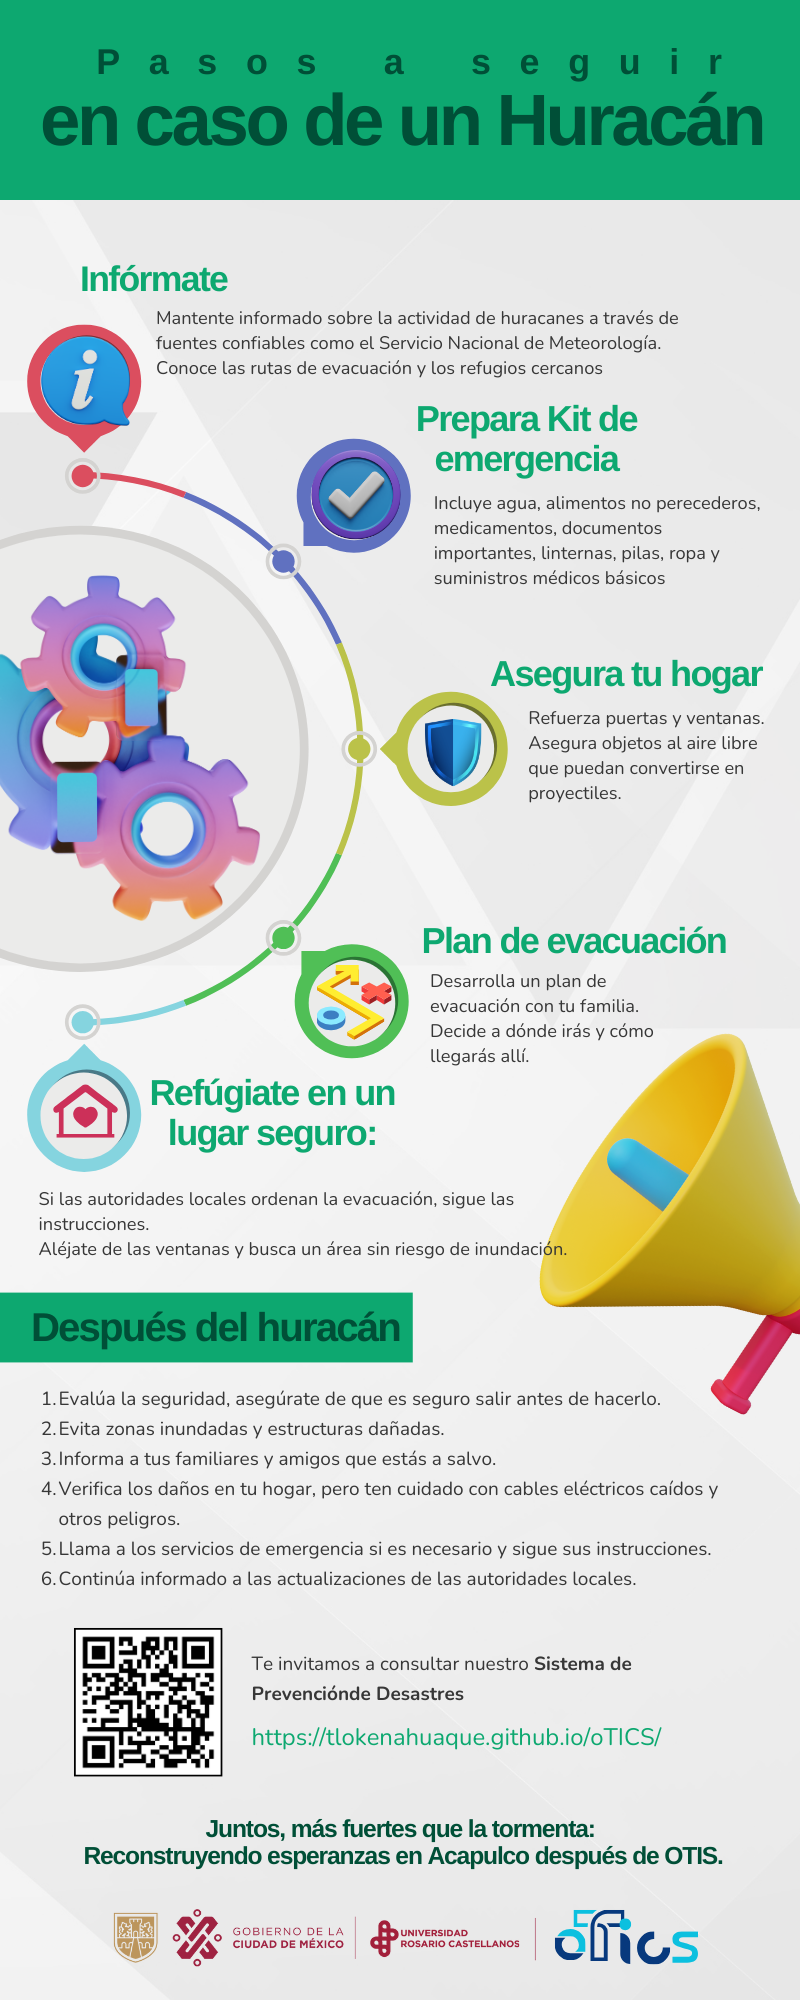 Pasos a seguir
en caso de un Huracán
Infórmate
Mantente informado sobre la actividad de huracanes a través de
fuentes confiables como el Servicio Nacional de Meteorología.
Conoce las rutas de evacuación y los refugios cercanos
Prepara Kit de
emergencia
Incluye agua, alimentos no perecederos,
medicamentos, documentos
importantes, linternas, pilas, ropa y
suministros médicos básicos
Asegura tu hogar
Refuerza puertas y ventanas.
Asegura objetos al aire libre
que puedan convertirse en
proyectiles.
Plan de evacuación
Desarrolla un plan de
evacuación con tu familia.
Decide a dónde irás y cómo
llegarás allí.
Refúgiate en un
lugar seguro:
Si las autoridades locales ordenan la evacuación, sigue las
instrucciones.
Aléjate de las ventanas y busca un área sin riesgo de inundación.
Después del huracán
1. Evalúa la seguridad, asegúrate de que es seguro salir antes de hacerlo.
2. Evita zonas inundadas y estructuras dañadas.
3. Informa a tus familiares y amigos que estás a salvo.
4. Verifica los daños en tu hogar, pero ten cuidado con cables eléctricos caídos y
otros peligros.
5. Llama a los servicios de emergencia si es necesario y sigue sus instrucciones.
6. Continúa informado a las actualizaciones de las autoridades locales.
Te invitamos a consultar nuestro Sistema de
Prevenciónde Desastres
https://tlokenahuaque.github.io/oTICS/
Juntos, más fuertes que la tormenta:
Reconstruyendo esperanzas en Acapulco después de OTIS.
GOBIERNO DE LA
CIUDAD DE MÉXICO
UNIVERSIDAD
ROSARIO CASTELLANOS
oTICS